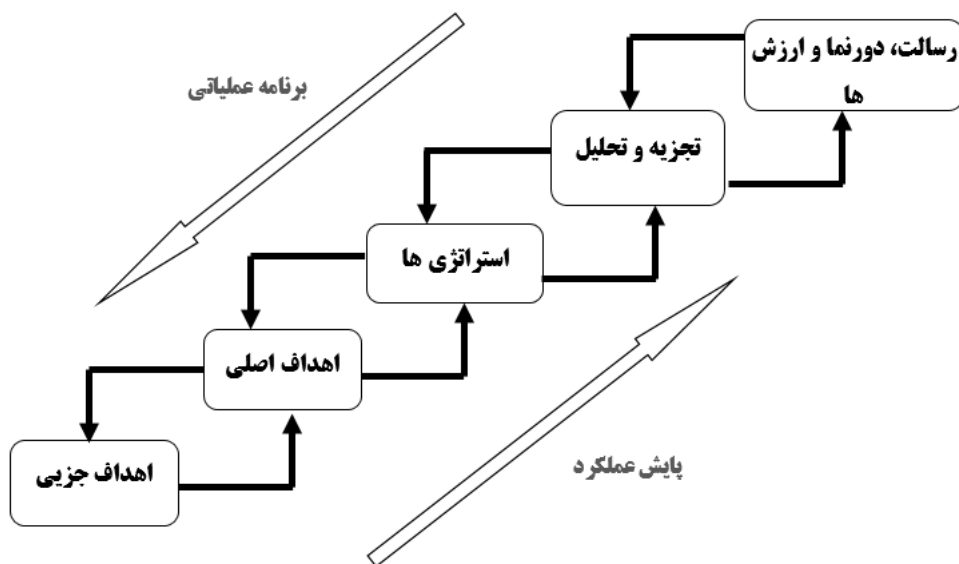 رسالت، دورنما و ارزش
ها
برنامه عملیاتی
تجزیه و تحلیل
استراتژی ها
اهداف اصلی
پایش عملکرد
اهداف جزیی